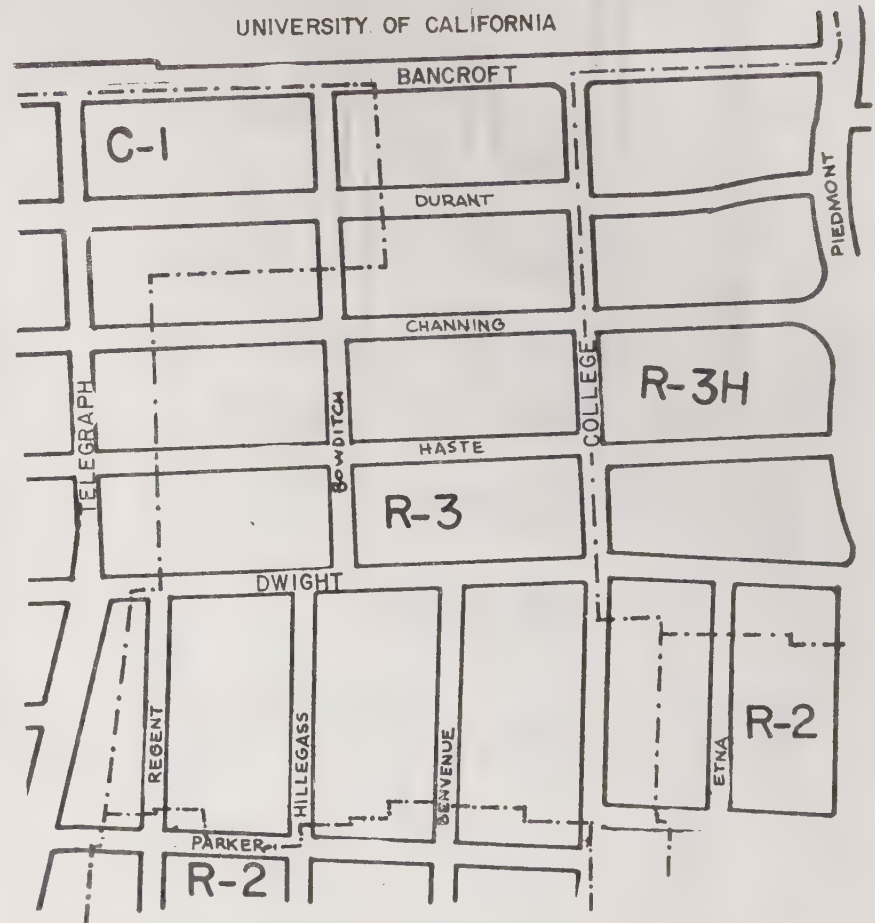 UNIVERSITY OF CALIFORNIA
BANCROFT
C-1
DURANT
PIEDMONT
CHANNING
TELEGRAPH
BOWDITCH
COLLEGE
R-3H
HASTE
R-3
DWIGHT
REGENT
HILLEGASS
BENVENUE
ETNA
R-2
PARKER
R-2